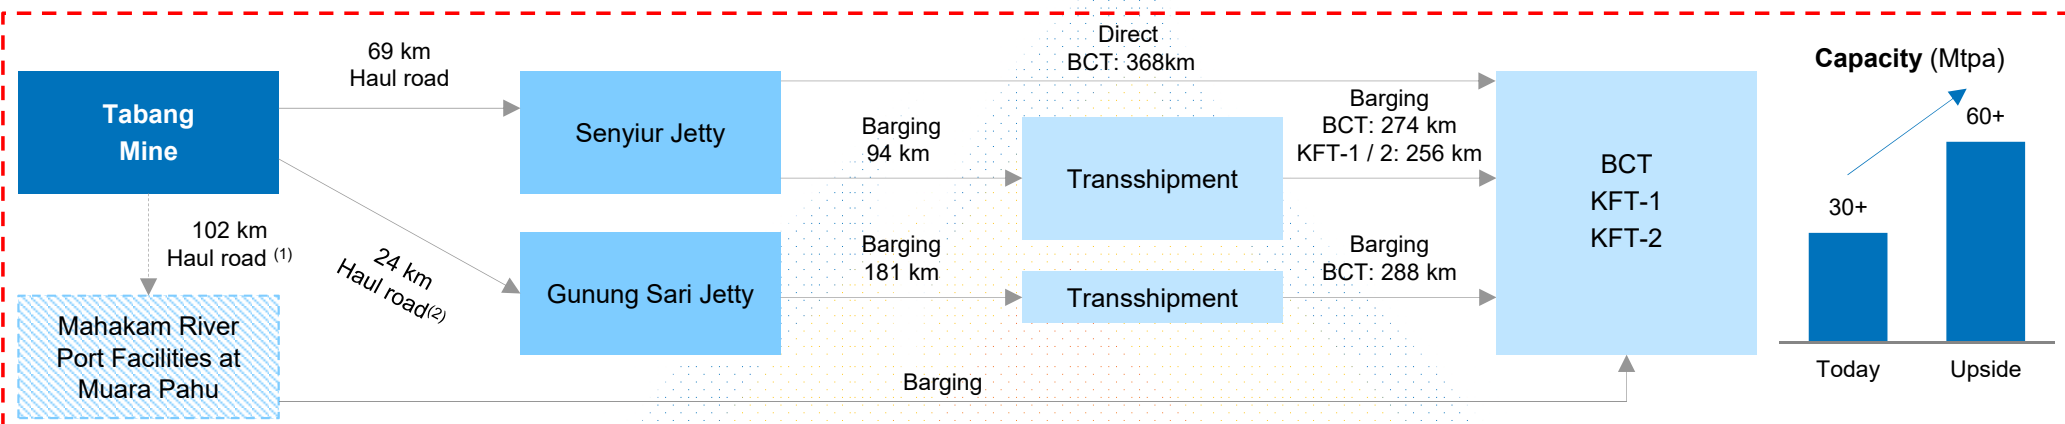 69 km
Haul road
Tabang
Mine
102 km
Haul road (1)
24 km
Haul road(2)
Mahakam River
Port Facilities at
Muara Pahu
Senyiur Jetty
Gunung Sari Jetty
Direct
BCT: 368km
Barging
94 km
Transshipment
Barging
BCT: 274 km
KFT-1 / 2: 256 km
Barging
181 km
Transshipment
Barging
BCT: 288 km
Barging
BCT
KFT-1
KFT-2
Capacity (Mtpa)
60+
30+
Today
Upside